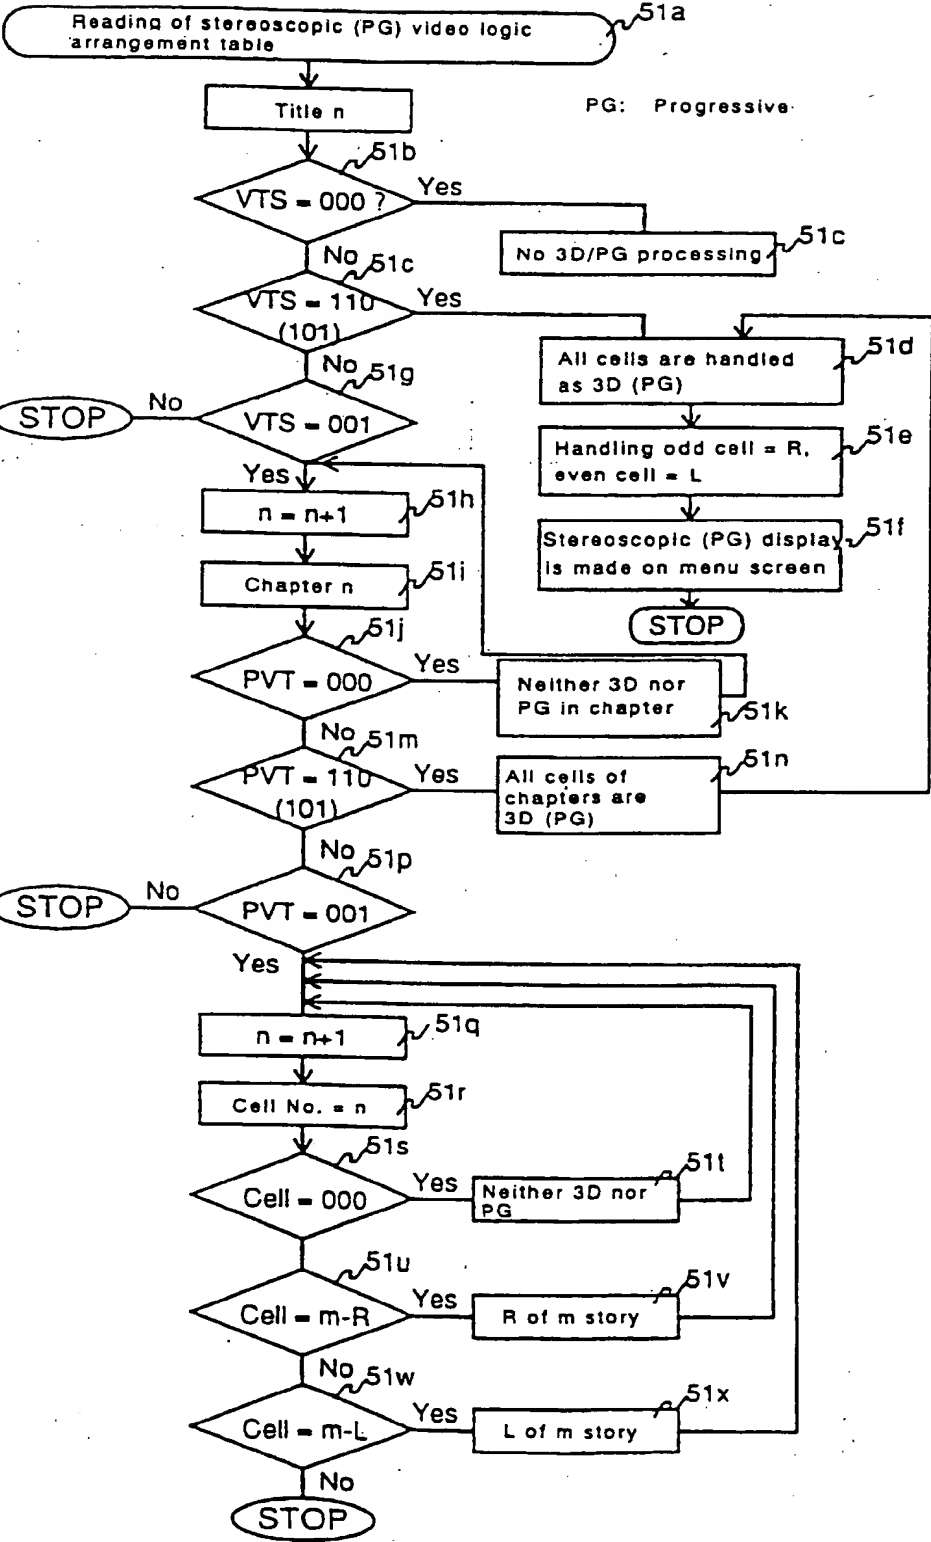 51a
Reading of stereoscopic (PG) video logic
arrangement table
Title n
PG: Progressive
51b
VTS = 000 ?
Yes
51c
No 3D/PG processing
No
51c
VTS = 110
(101)
Yes
51d
All cells are handled
as 3D (PG)
No
51g
STOP
No
VTS = 001
51e
Handling odd cell = R,
even cell = L
Yes
51h
n = n+1
51f
Stereoscopic (PG) display
is made on menu screen
51i
Chapter n
STOP
51j
PVT = 000
Yes
Neither 3D nor
PG in chapter
51k
No
51m
PVT = 110
(101)
Yes
51n
All cells of
chapters are
3D (PG)
No
51p
STOP
No
PVT = 001
Yes
51q
n = n+1
51r
Cell No. = n
51s
Cell = 000
Yes
51t
Neither 3D nor
PG
51u
Cell = m-R
Yes
51v
R of m story
No
51w
Cell = m-L
Yes
51x
L of m story
No
STOP